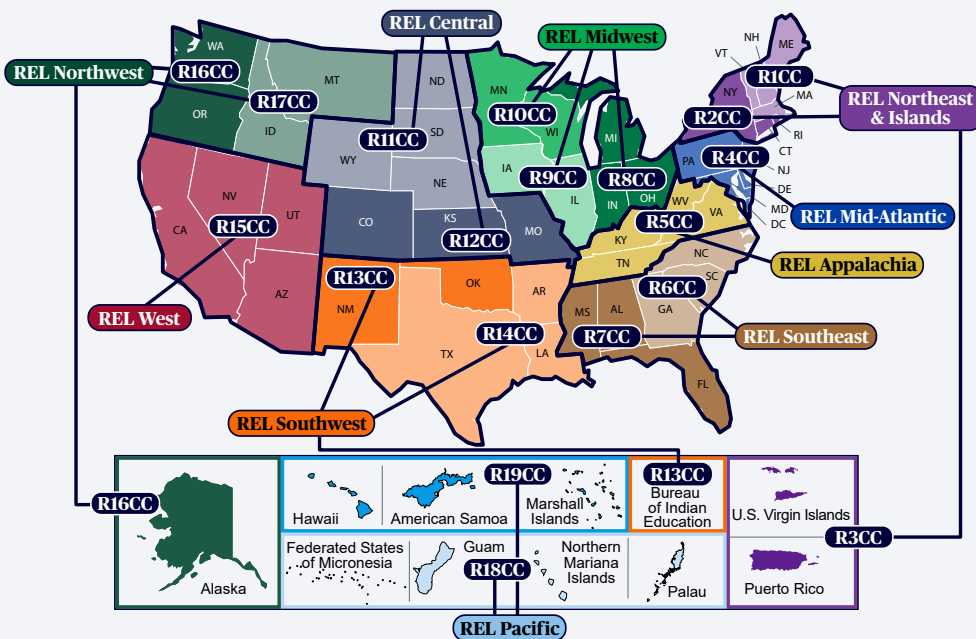 REL Central
REL Midwest
REL Northwest
REL Northeast
& Islands
REL Mid-Atlantic
REL Appalachia
REL Southeast
REL West
REL Southwest
REL Pacific
WA
R16CC
OR
MT
R17CC
ID
ND
SD
R11CC
WY
NE
CO
KS
R12CC
MO
MN
R10CC
WI
IA
R9CC
IL
MI
R8CC
IN
OH
NH
VT
ME
R1CC
MA
NY
R2CC
RI
CT
PA
R4CC
NJ
DE
MD
DC
WV
VA
R5CC
KY
TN
NC
SC
R6CC
GA
MS
AL
R7CC
FL
NV
UT
CA
R15CC
AZ
R13CC
NM
OK
AR
R14CC
TX
LA
R16CC
Alaska
R19CC
Hawaii
American Samoa
Marshall
Islands
R13CC
Bureau
of Indian
Education
U.S. Virgin Islands
R3CC
Puerto Rico
Federated States
of Micronesia
Guam
R18CC
Northern
Mariana
Islands
Palau